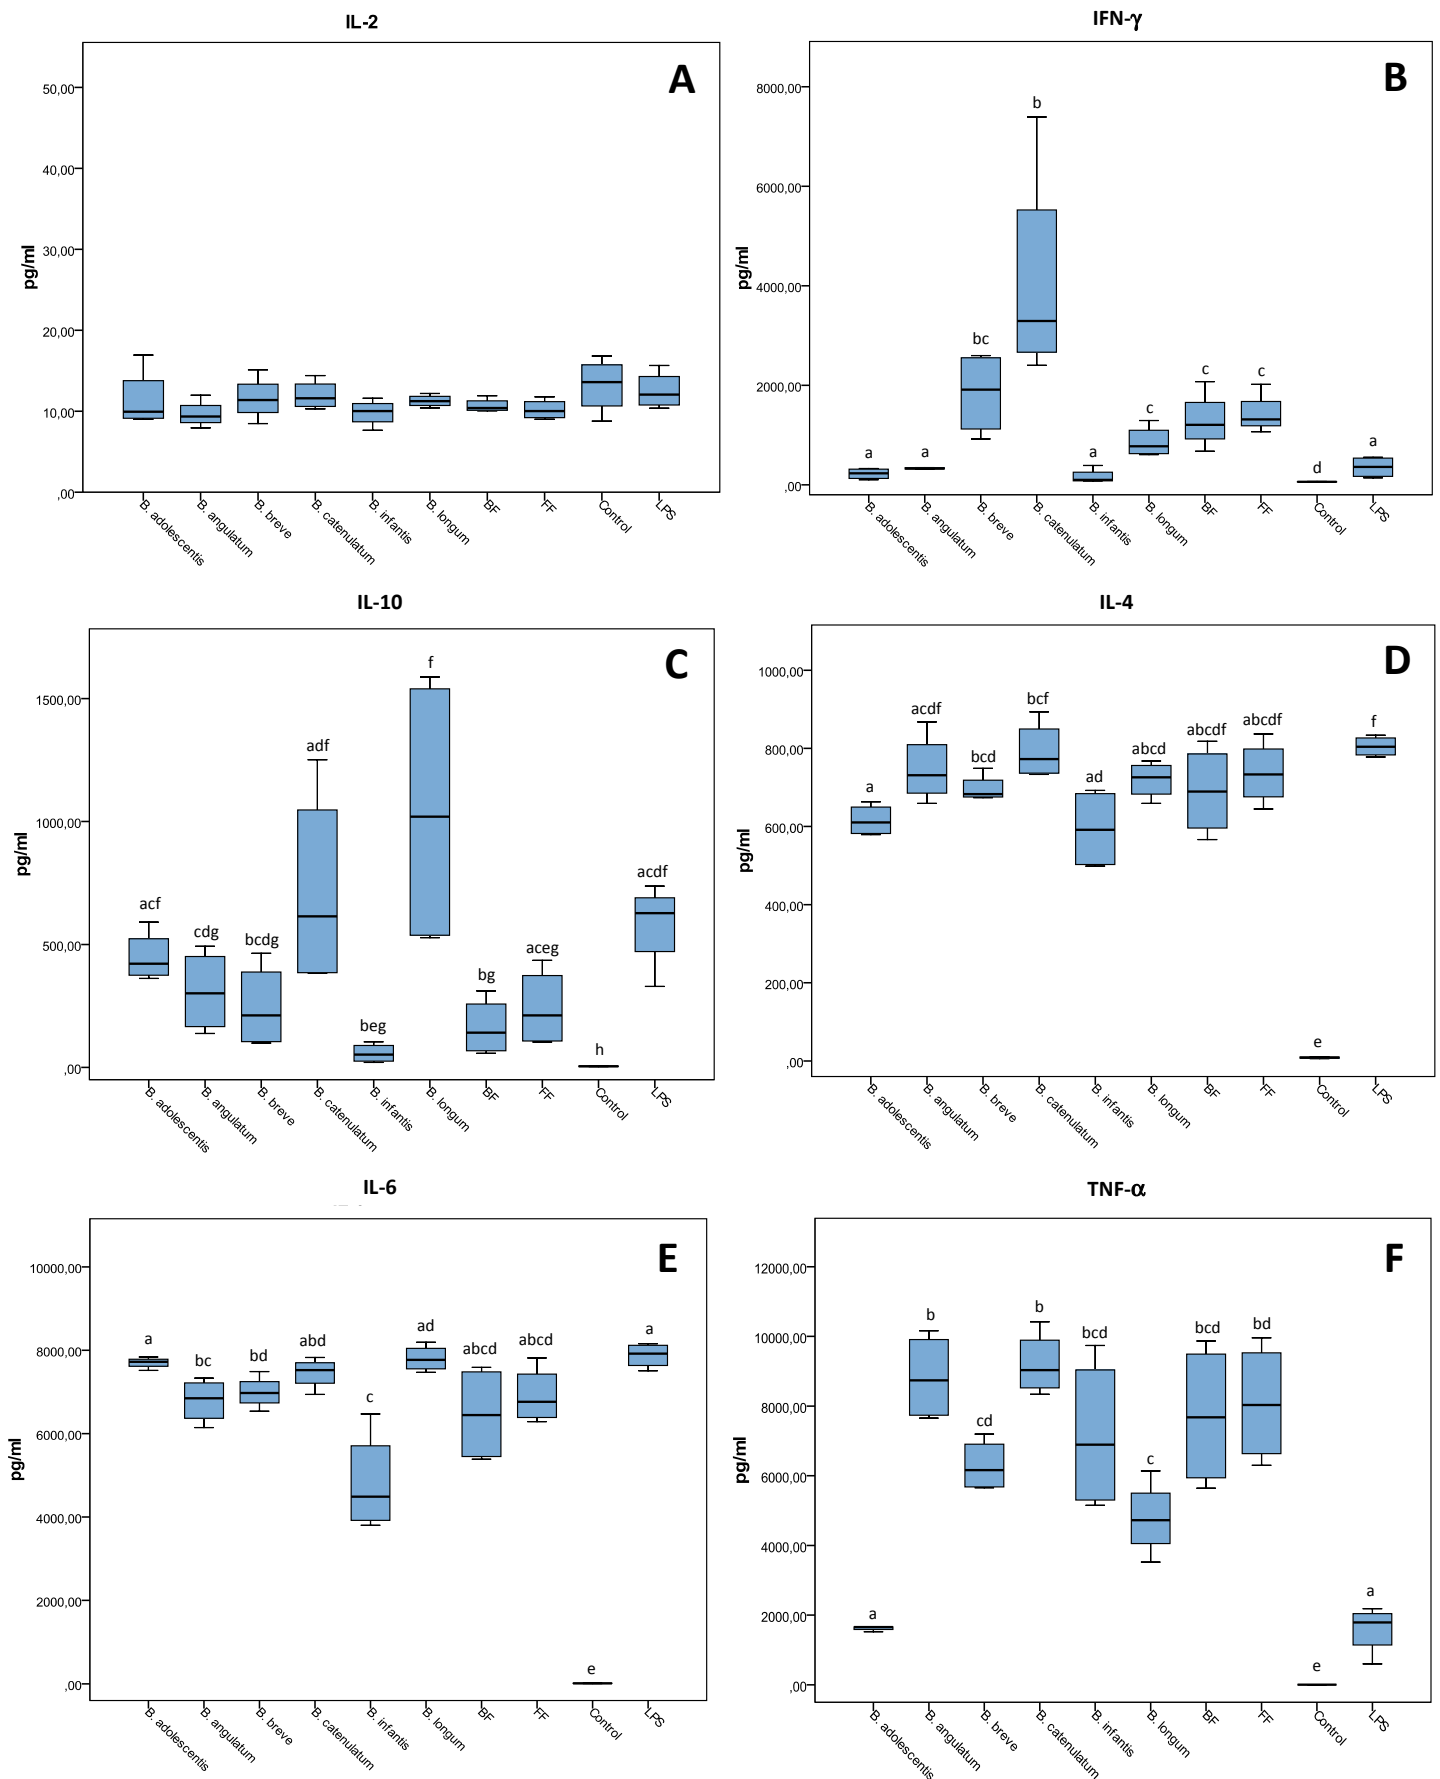 IL-2
A
pg/ml
50,00
40,00
30,00
20,00
10,00
,00
B. adolescentis
B. angulatum
B. breve
B. catenulatum
B. infantis
B. longum
BF
FF
Control
LPS
IFN-γ
B
pg/ml
8000,00
6000,00
4000,00
2000,00
,00
a
a
bc
b
a
c
c
c
d
a
B. adolescentis
B. angulatum
B. breve
B. catenulatum
B. infantis
B. longum
BF
FF
Control
LPS
IL-10
C
pg/ml
1500,00
1000,00
500,00
,00
acf
cdg
bcdg
adf
beg
f
bg
aceg
h
acdf
B. adolescentis
B. angulatum
B. breve
B. catenulatum
B. infantis
B. longum
BF
FF
Control
LPS
IL-4
D
pg/ml
1000,00
800,00
600,00
400,00
200,00
,00
a
acdf
bcd
bcf
ad
abcd
abcdf
abcdf
e
f
B. adolescentis
B. angulatum
B. breve
B. catenulatum
B. infantis
B. longum
BF
FF
Control
LPS
IL-6
E
pg/ml
10000,00
8000,00
6000,00
4000,00
2000,00
,00
a
bc
bd
abd
c
ad
abcd
abcd
e
a
B. adolescentis
B. angulatum
B. breve
B. catenulatum
B. infantis
B. longum
BF
FF
Control
LPS
TNF-α
F
pg/ml
12000,00
10000,00
8000,00
6000,00
4000,00
2000,00
,00
a
b
cd
b
bcd
c
bcd
bd
e
a
B. adolescentis
B. angulatum
B. breve
B. catenulatum
B. infantis
B. longum
BF
FF
Control
LPS